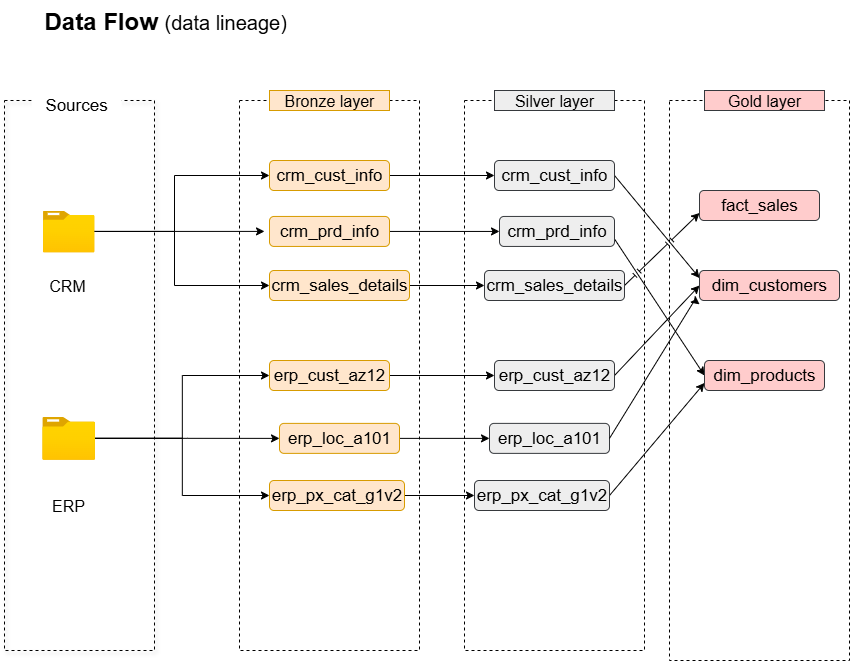 Data Flow (data lineage)
Sources
Bronze layer
Silver layer
Gold layer
crm_cust_info
crm_cust_info
fact_sales
crm_prd_info
crm_prd_info
CRM
crm_sales_details
crm_sales_details
dim_customers
erp_cust_az12
erp_cust_az12
dim_products
erp_loc_a101
erp_loc_a101
ERP
erp_px_cat_g1v2
erp_px_cat_g1v2